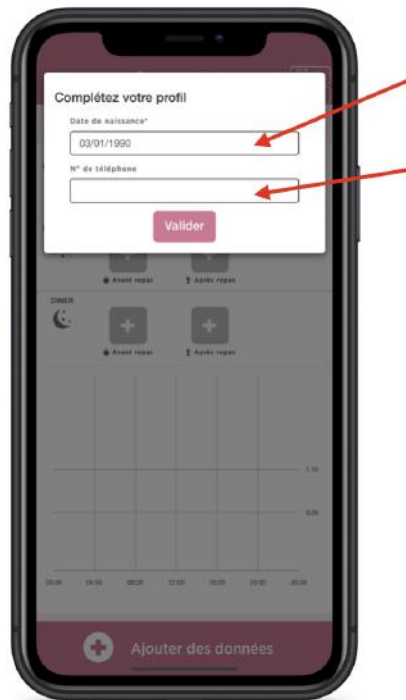 Complétez votre profil
Date de naissance*
03/01/1990
N° de téléphone
Valider
Avant repas Après repas
DINER
Avant repas Après repas
1.10
00:00 04:00 08:00 12:00 16:00 20:00 00:00
Ajouter des données